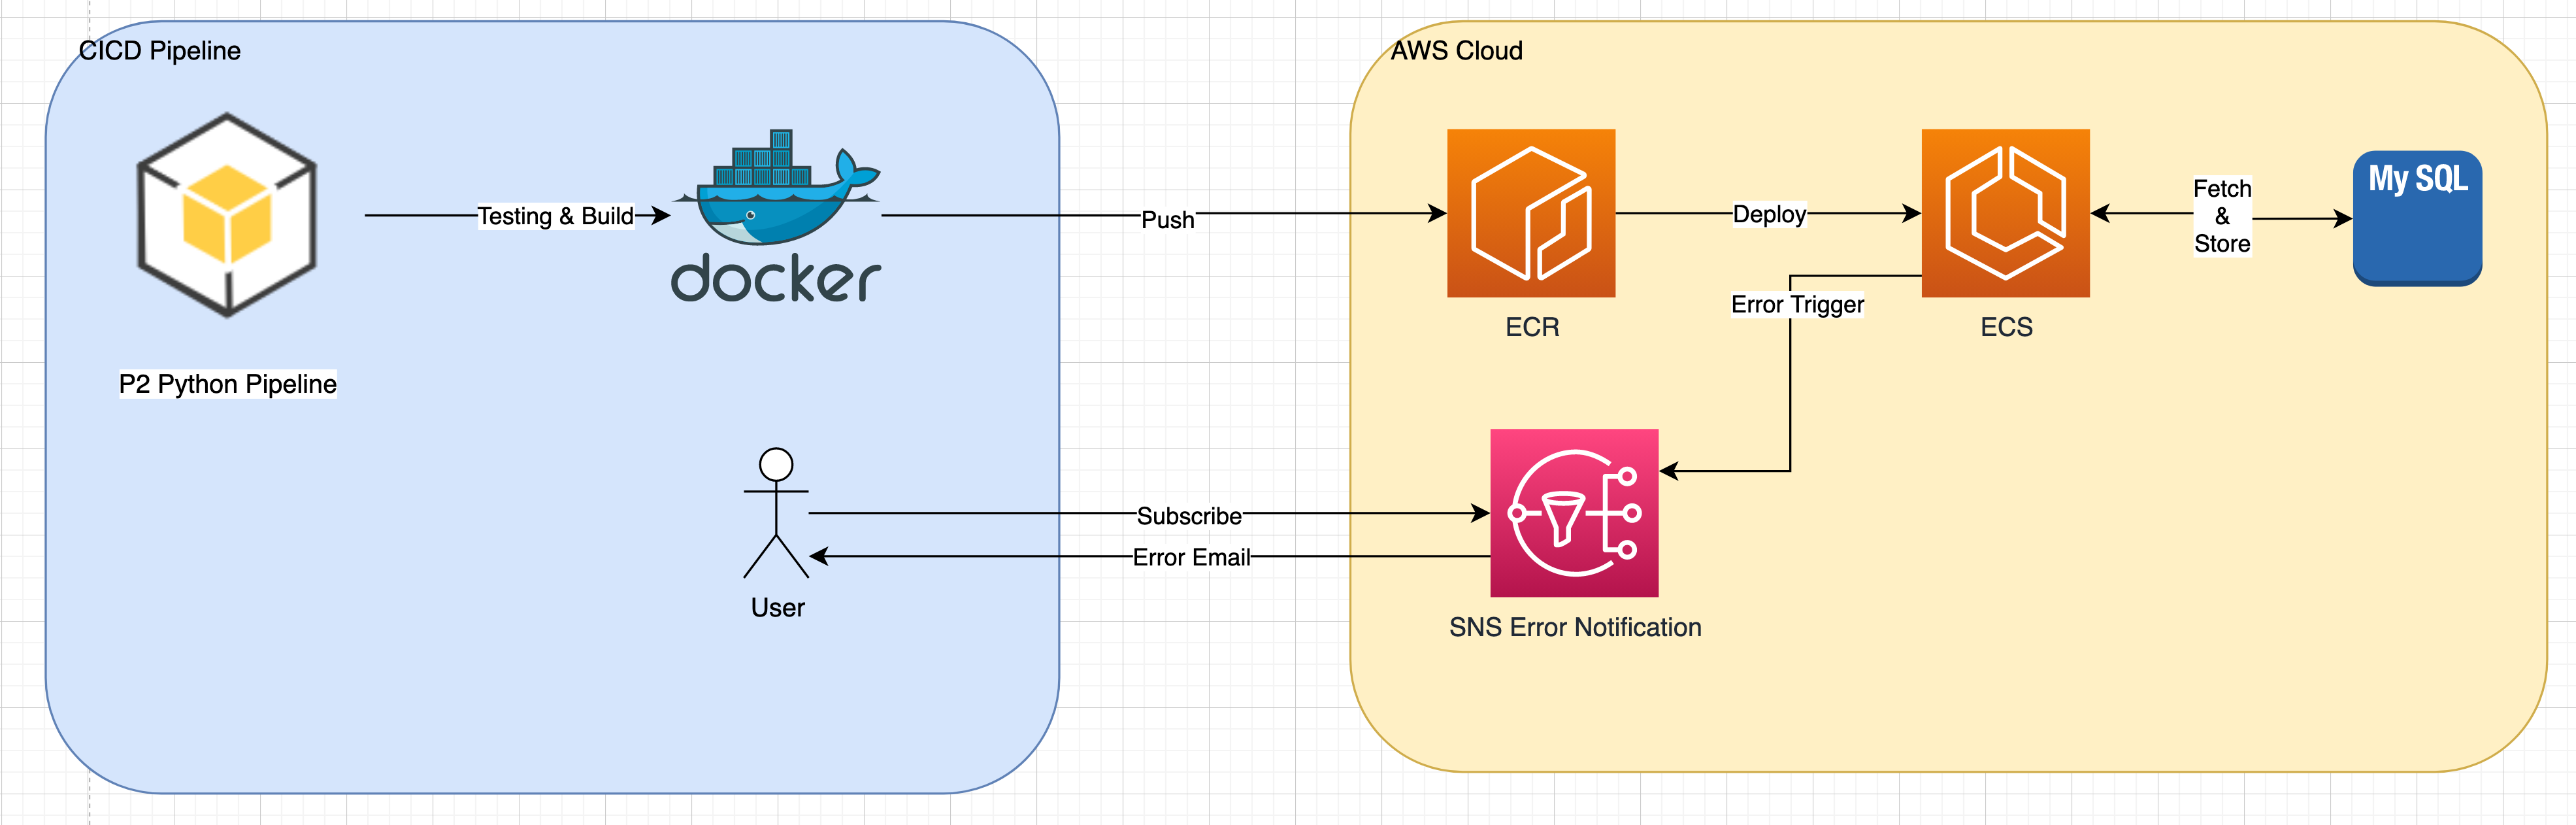 CICD Pipeline
AWS Cloud
Testing & Build
docker
Push
Deploy
Fetch
&
Store
My SQL
Error Trigger
ECR
ECS
P2 Python Pipeline
Subscribe
Error Email
User
SNS Error Notification